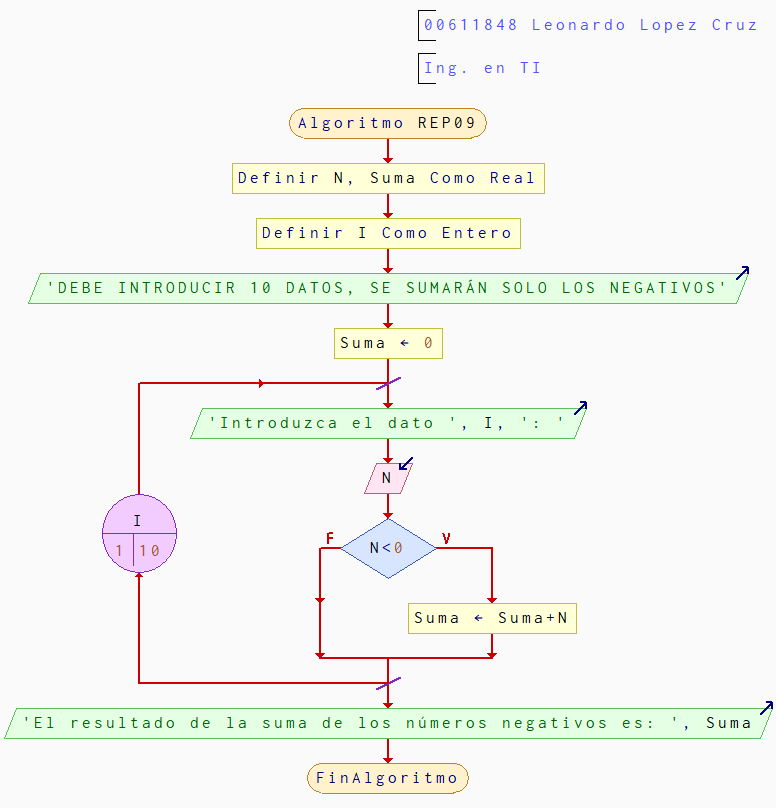 00611848 Leonardo Lopez Cruz
Ing. en TI
Algoritmo REP09
Definir N, Suma Como Real
Definir I Como Entero
'DEBE INTRODUCIR 10 DATOS, SE SUMARÁN SOLO LOS NEGATIVOS'
Suma ← 0
'Introduzca el dato ', I, ': '
N
I
1 10
F
N<0
V
Suma ← Suma+N
'El resultado de la suma de los números negativos es: ', Suma
FinAlgoritmo